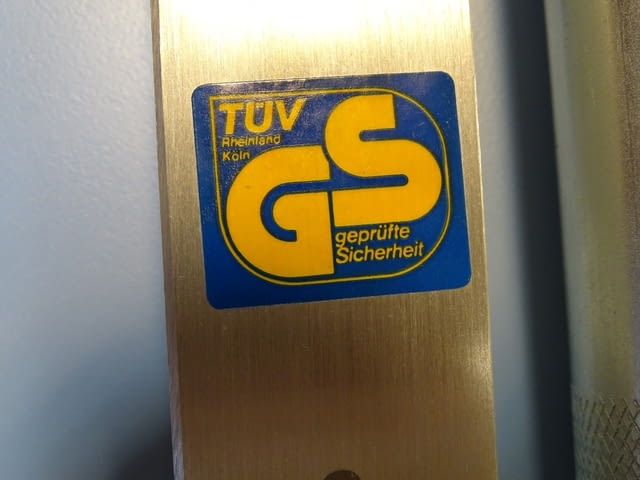 TÜV
Rheinland
Köln
GS
geprüfte
Sicherheit